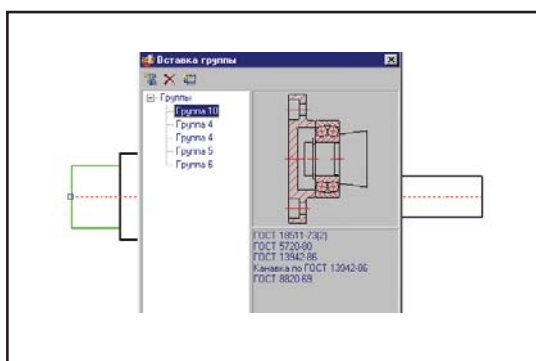 Вставка группы
Группы
Группа 10
Группа 4
Группа 4
Группа 5
Группа 6
ГОСТ 18511-73(2)
ГОСТ 5720-80
ГОСТ 13942-86
Канавка по ГОСТ 13942-86
ГОСТ 8820-69